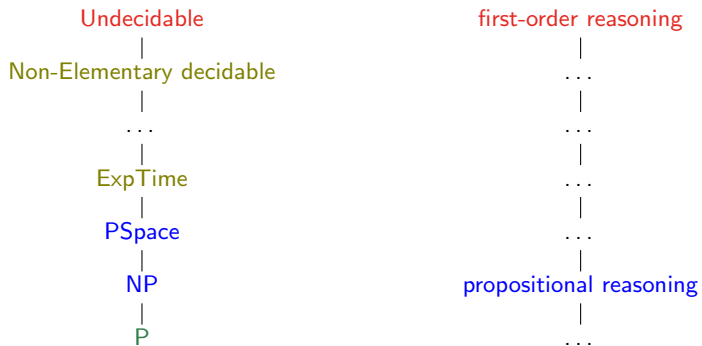 Undecidable first-order reasoning
Non-Elementary decidable ...
... ...
ExpTime ...
PSpace ...
NP propositional reasoning
P ...